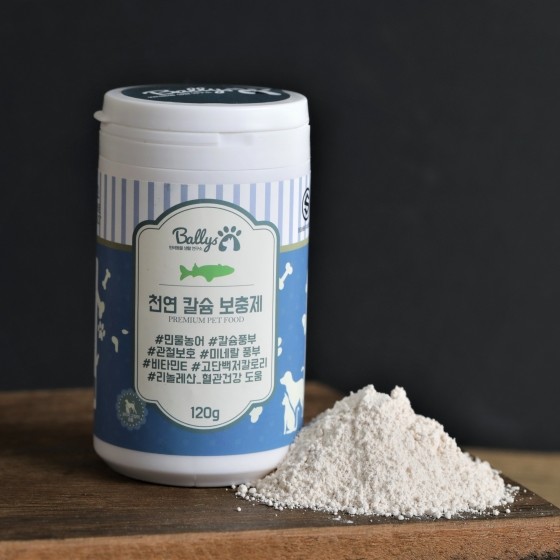 Ballys
Ballys
천연 칼슘 보충제
PREMIUM PET FOOD
#민물농어 #칼슘풍부
#관절보호 #미네랄 풍부
#비타민E #고단백저칼로리
#리놀레산_혈관건강 도움
120g